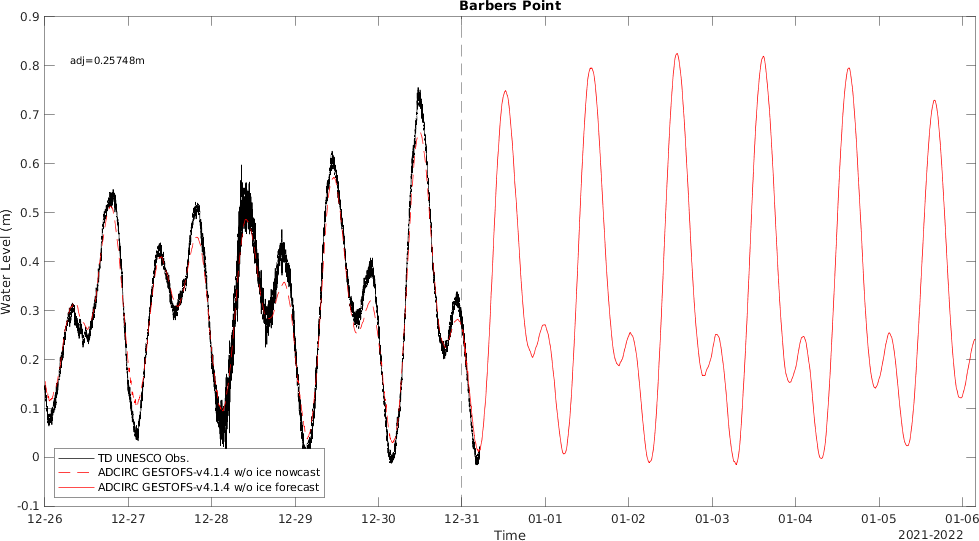 Barbers Point
0.9
adj=0.25748m
0.8
0.7
0.6
0.5
0.4
0.3
0.2
0.1
0
-0.1
Water Level (m)
TD UNESCO Obs.
ADCIRC GESTOFS-v4.1.4 w/o ice nowcast
ADCIRC GESTOFS-v4.1.4 w/o ice forecast
12-26 12-27 12-28 12-29 12-30 12-31 01-01 01-02 01-03 01-04 01-05 01-06
Time
2021-2022